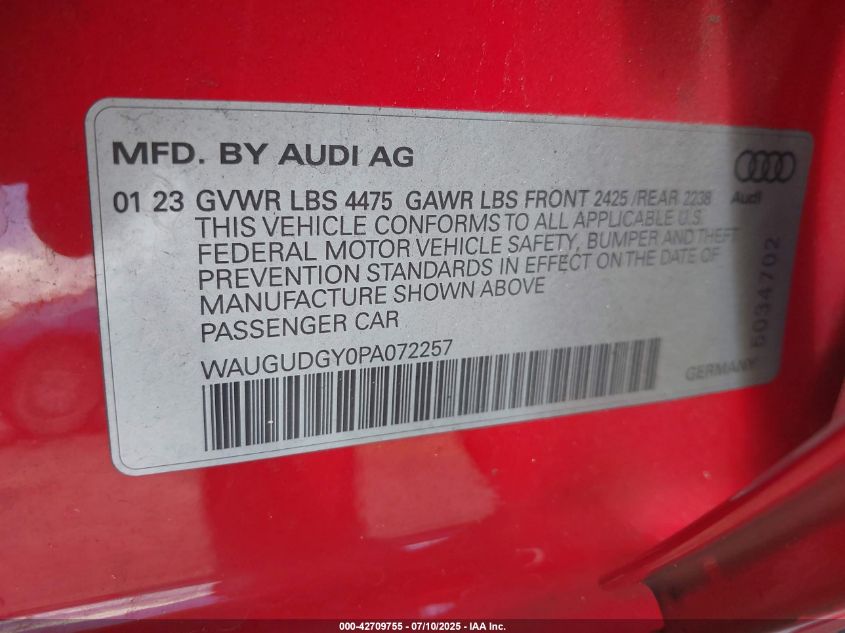 MFD. BY AUDI AG
01 23 GVWR LBS 4475 GAWR LBS FRONT 2425 /REAR 2238
Audi
THIS VEHICLE CONFORMS TO ALL APPLICABLE U.S.
FEDERAL MOTOR VEHICLE SAFETY, BUMPER AND THEFT
PREVENTION STANDARDS IN EFFECT ON THE DATE OF
MANUFACTURE SHOWN ABOVE
PASSENGER CAR
WAUGUDGY0PA072257
5034702
GERMANY
000-42709755 - 07/10/2025 - IAA Inc.